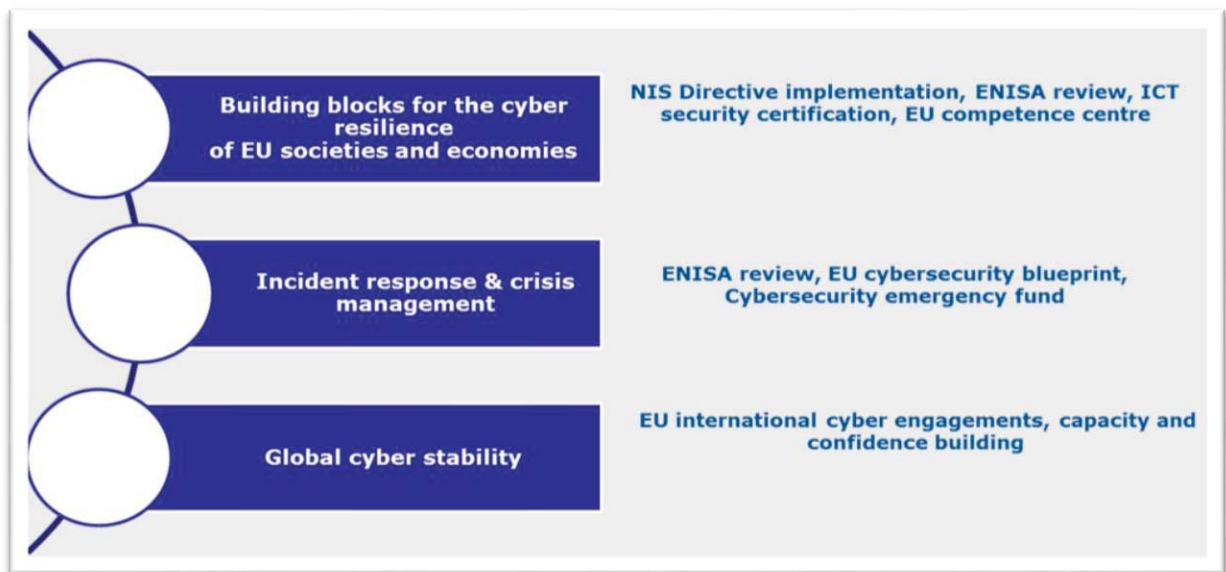 Building blocks for the cyber
resilience
of EU societies and economies
NIS Directive implementation, ENISA review, ICT
security certification, EU competence centre
Incident response & crisis
management
ENISA review, EU cybersecurity blueprint,
Cybersecurity emergency fund
Global cyber stability
EU international cyber engagements, capacity and
confidence building